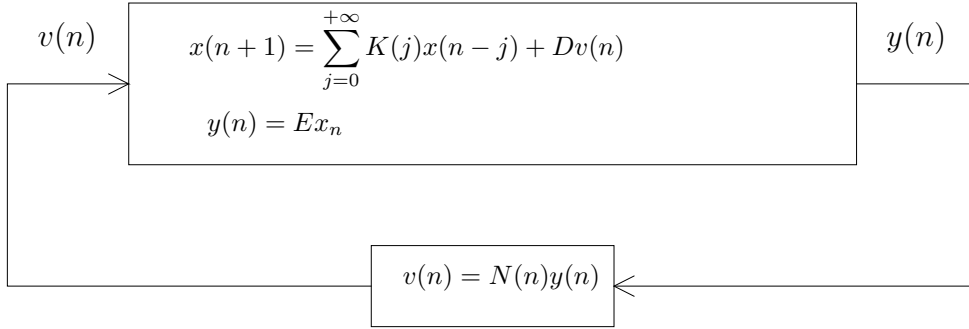 v(n)
x(n + 1) = \sum_{j=0}^{+\infty} K(j)x(n - j) + Dv(n)
y(n)
y(n) = Ex_n
v(n) = N(n)y(n)